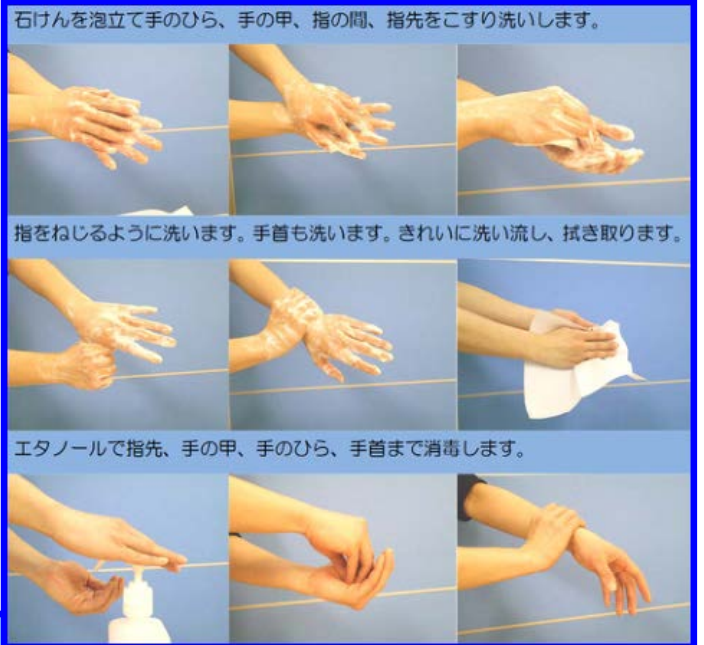 石けんを泡立て手のひら、手の甲、指の間、指先をこすり洗いします。
指をねじるように洗います。手首も洗います。きれいに洗い流し、拭き取ります。
エタノールで指先、手の甲、手のひら、手首まで消毒します。